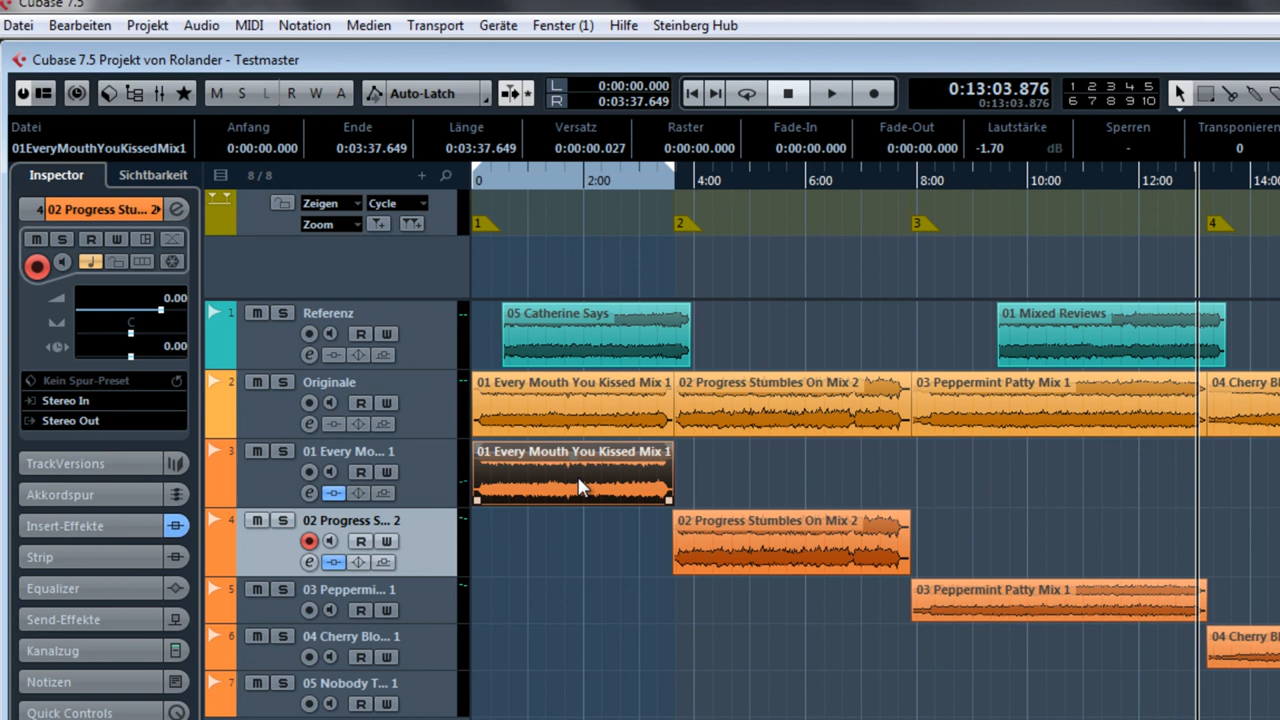 Cubase 7.5
Datei Bearbeiten Projekt Audio MIDI Notation Medien Transport Geräte Fenster (1) Hilfe Steinberg Hub
Cubase 7.5 Projekt von Rolander - Testmaster
M S L R W A Auto-Latch L R 0:00:00.000 0:03:37.649 0:13:03.876 0:13:03.876 1 2 3 4 5 6 7 8 9 10
Datei Anfang Ende Länge Versatz Raster Fade-In Fade-Out Lautstärke Sperren Transponieren
01EveryMouthYouKissedMix1 0:00:00.000 0:03:37.649 0:03:37.649 0:00:00.027 0:00:00.000 0:00:00.000 0:00:00.000 -1.70 dB - 0
Inspector Sichtbarkeit 8 / 8 + 0 2:00 4:00 6:00 8:00 10:00 12:00 14:00
4 02 Progress Stu... 2 e Zeigen Cycle
Zoom 1 2 3 4
M S R W
0.00
C
0.00
Kein Spur-Preset
Stereo In
Stereo Out
TrackVersions
Akkordspur
Insert-Effekte
Strip
Equalizer
Send-Effekte
Kanalzug
Notizen
Quick Controls
1 M S Referenz 05 Catherine Says 01 Mixed Reviews
R W
e
2 M S Originale 01 Every Mouth You Kissed Mix 1 02 Progress Stumbles On Mix 2 03 Peppermint Patty Mix 1 04 Cherry Bl
R W
e
3 M S 01 Every Mo... 1 01 Every Mouth You Kissed Mix 1
R W
e
4 M S 02 Progress S... 2 02 Progress Stumbles On Mix 2
R W
e
5 M S 03 Peppermi... 1 03 Peppermint Patty Mix 1
R W
6 M S 04 Cherry Blo... 1 04 Cherry Bl
R W
7 M S 05 Nobody T... 1
R W